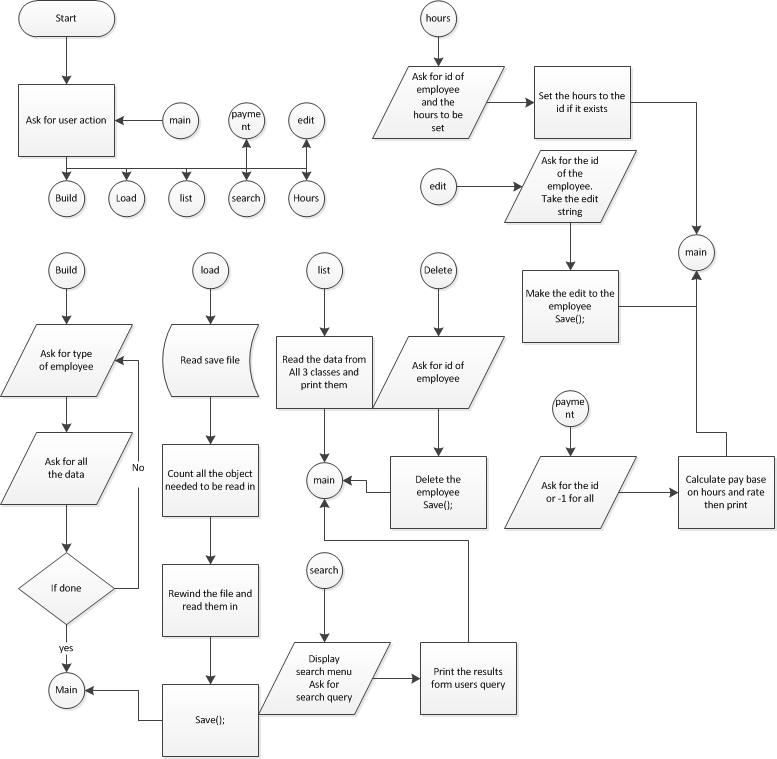 Start
Ask for user action
main
payme
nt
edit
Build
Load
list
search
Hours
hours
Ask for id of
employee
and the
hours to be
set
Set the hours to the
id if it exists
edit
Ask for the id
of the
employee.
Take the edit
string
main
Make the edit to the
employee
Save();
Build
Ask for type
of employee
Ask for all
the data
No
If done
yes
Main
load
Read save file
Count all the object
needed to be read in
Rewind the file and
read them in
Save();
list
Read the data from
All 3 classes and
print them
main
Delete
Ask for id of
employee
Delete the
employee
Save();
search
Display
search menu
Ask for
search query
Print the results
form users query
payme
nt
Ask for the id
or -1 for all
Calculate pay base
on hours and rate
then print